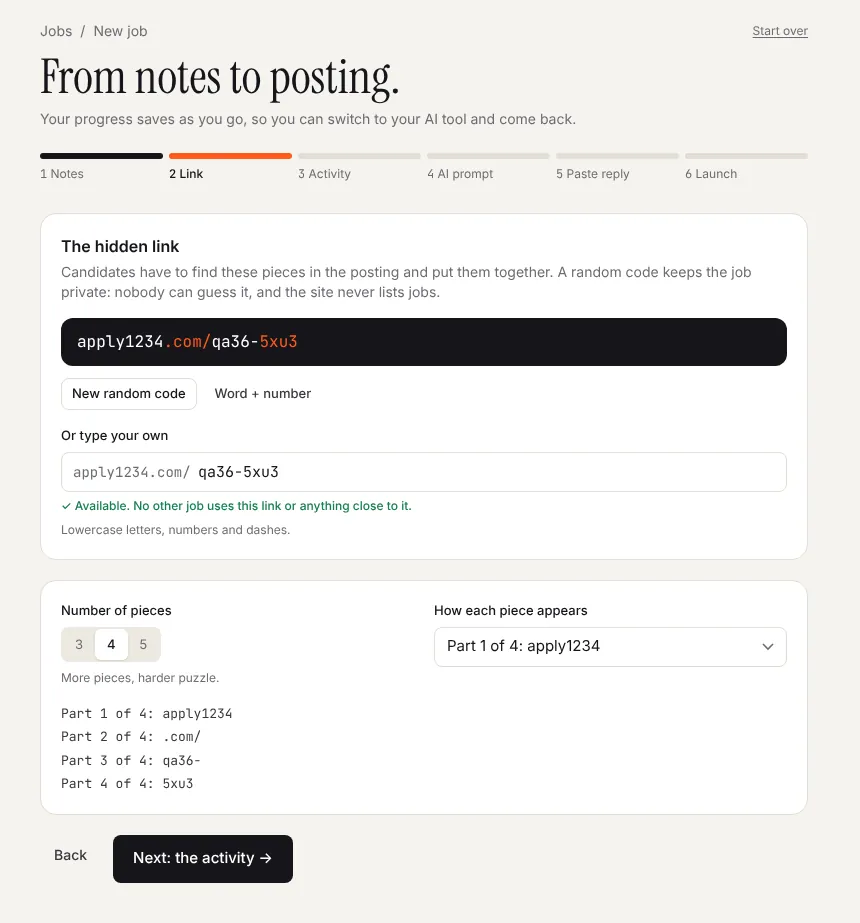 Jobs / New job
Start over
From notes to posting.
Your progress saves as you go, so you can switch to your AI tool and come back.
1 Notes
2 Link
3 Activity
4 AI prompt
5 Paste reply
6 Launch
The hidden link
Candidates have to find these pieces in the posting and put them together. A random code keeps the job
private: nobody can guess it, and the site never lists jobs.
apply1234.com/qa36-5xu3
New random code
Word + number
Or type your own
apply1234.com/ qa36-5xu3
✓ Available. No other job uses this link or anything close to it.
Lowercase letters, numbers and dashes.
Number of pieces
3 4 5
More pieces, harder puzzle.
Part 1 of 4: apply1234
Part 2 of 4: .com/
Part 3 of 4: qa36-
Part 4 of 4: 5xu3
How each piece appears
Part 1 of 4: apply1234
Back
Next: the activity →